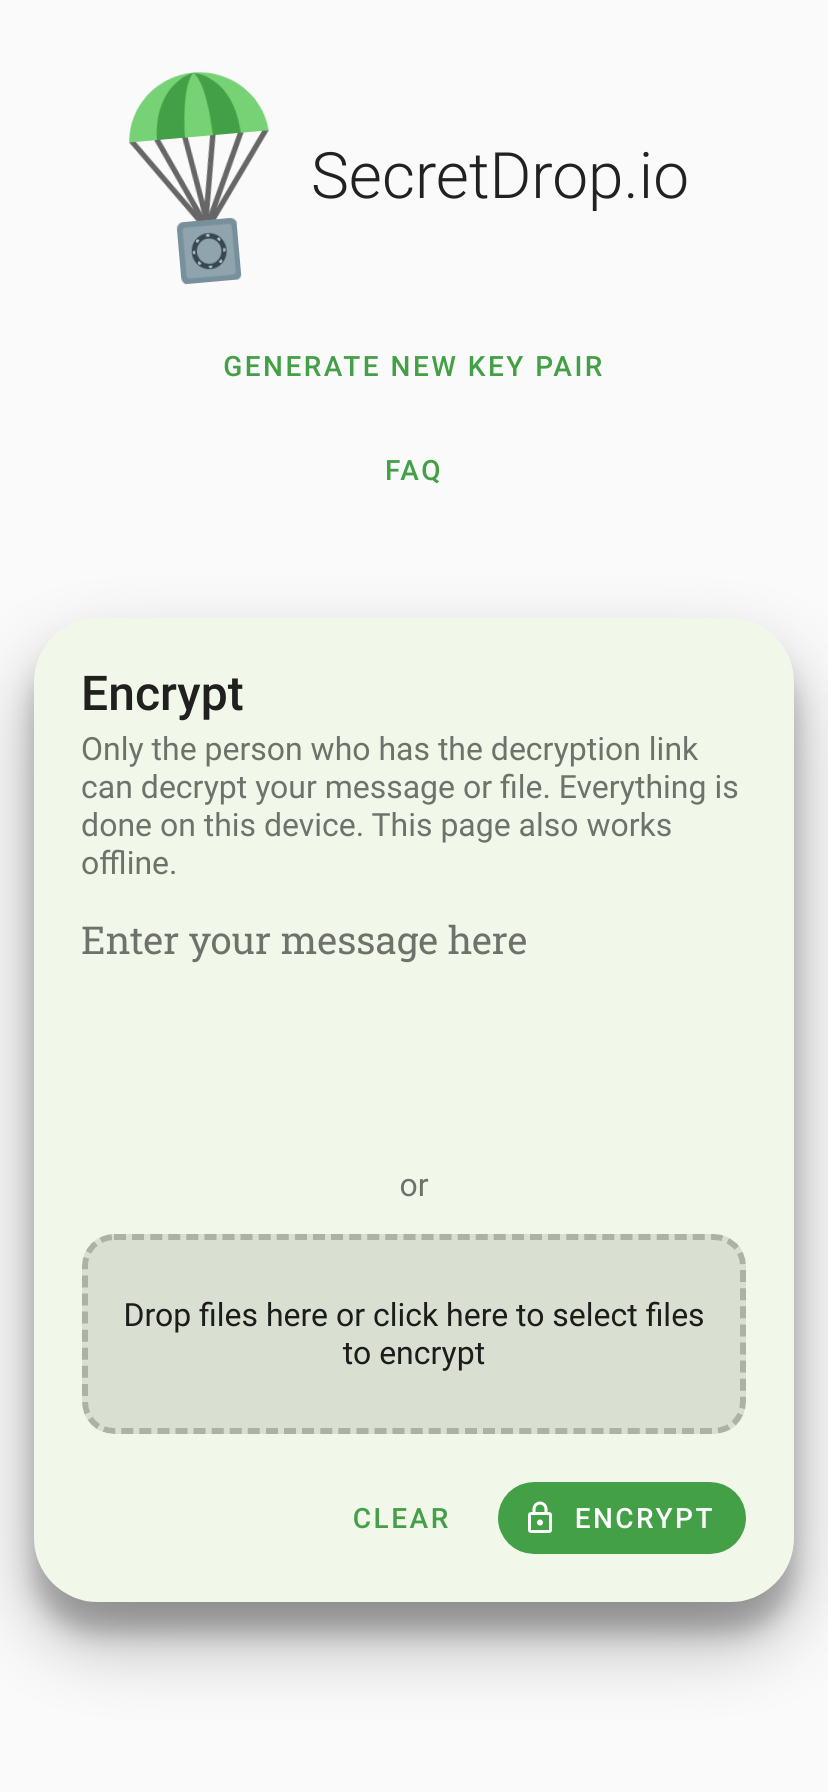 SecretDrop.io
GENERATE NEW KEY PAIR
FAQ
Encrypt
Only the person who has the decryption link
can decrypt your message or file. Everything is
done on this device. This page also works
offline.
Enter your message here
or
Drop files here or click here to select files
to encrypt
CLEAR
ENCRYPT